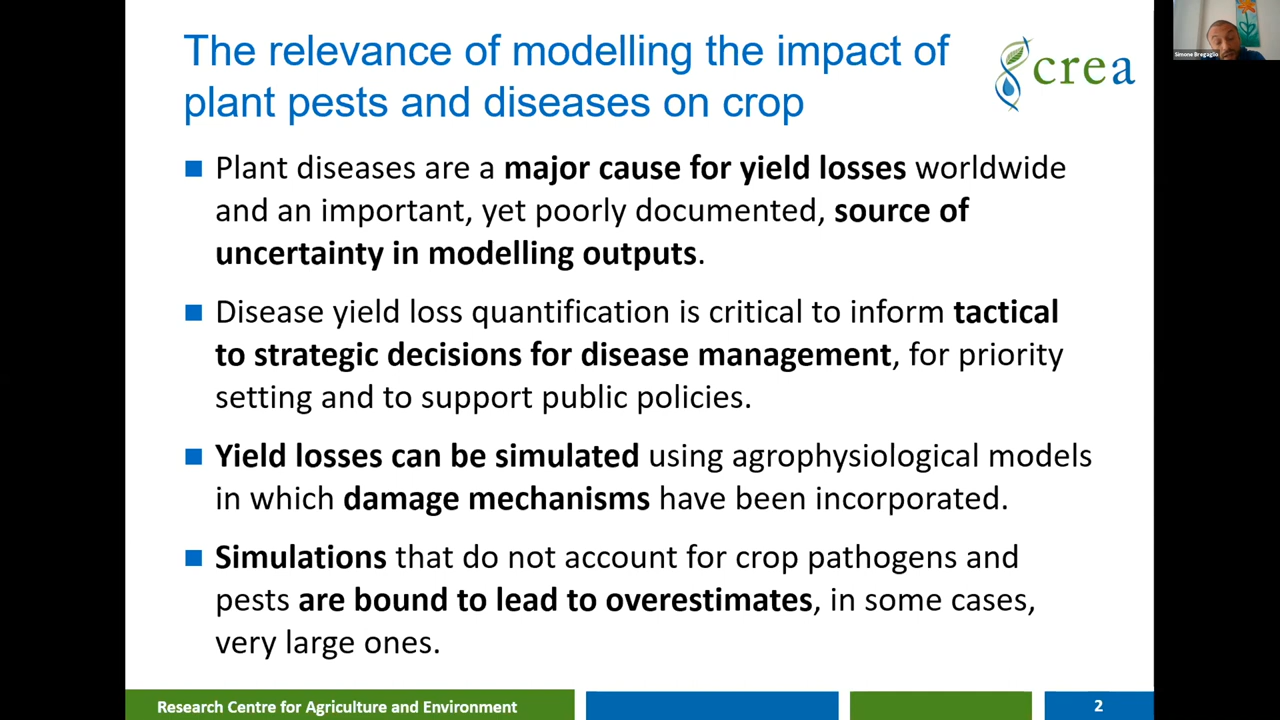 The relevance of modelling the impact of
plant pests and diseases on crop
crea
Simone Bregaglio
Plant diseases are a major cause for yield losses worldwide
and an important, yet poorly documented, source of
uncertainty in modelling outputs.
Disease yield loss quantification is critical to inform tactical
to strategic decisions for disease management, for priority
setting and to support public policies.
Yield losses can be simulated using agrophysiological models
in which damage mechanisms have been incorporated.
Simulations that do not account for crop pathogens and
pests are bound to lead to overestimates, in some cases,
very large ones.
Research Centre for Agriculture and Environment
2